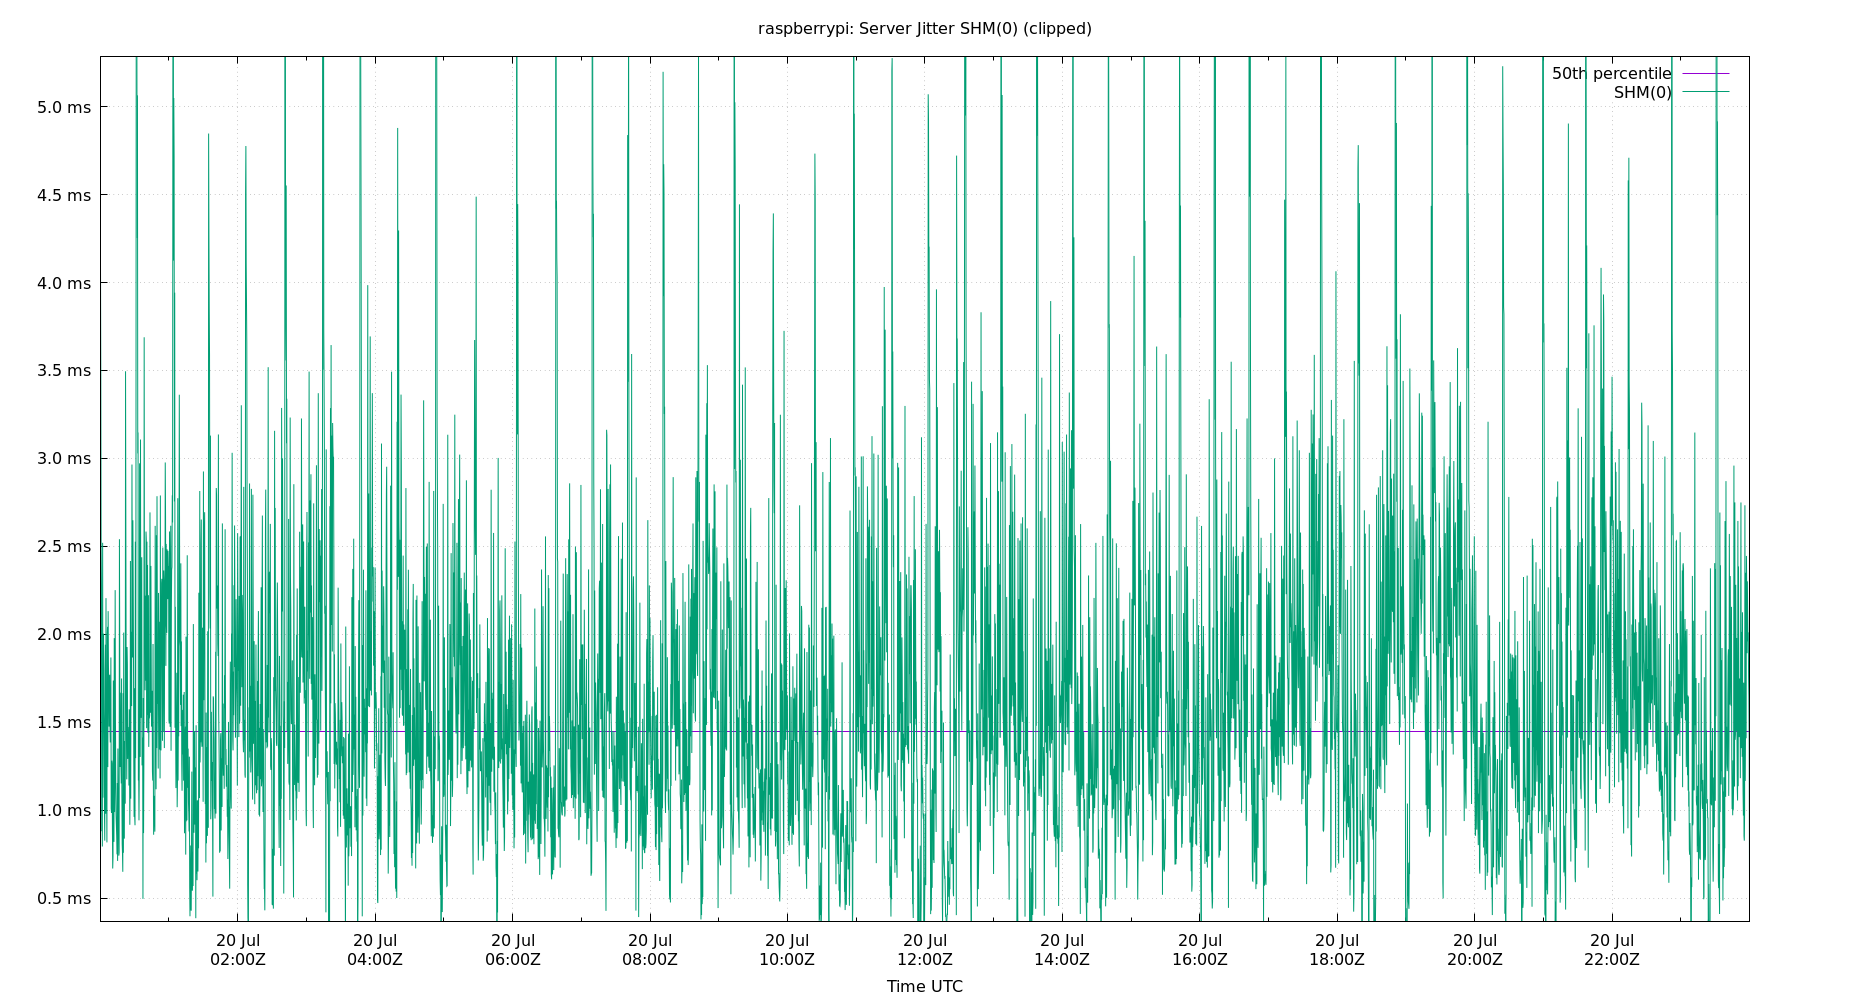 raspberrypi: Server Jitter SHM(0) (clipped)
50th percentile
SHM(0)
5.0 ms
4.5 ms
4.0 ms
3.5 ms
3.0 ms
2.5 ms
2.0 ms
1.5 ms
1.0 ms
0.5 ms
20 Jul 20 Jul 20 Jul 20 Jul 20 Jul 20 Jul 20 Jul 20 Jul 20 Jul 20 Jul 20 Jul
02:00Z 04:00Z 06:00Z 08:00Z 10:00Z 12:00Z 14:00Z 16:00Z 18:00Z 20:00Z 22:00Z
Time UTC